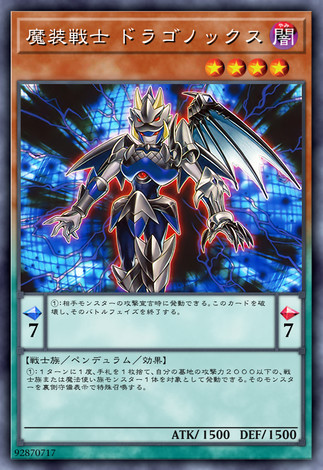 魔装戦士 ドラゴノックス 闇
やみ
7
①：相手モンスターの攻撃宣言時に発動できる。このカードを破
壊し、そのバトルフェイズを終了する。
7
【戦士族／ペンデュラム／効果】
①：１ターンに１度、手札を１枚捨て、自分の墓地の攻撃力２０００以下の、戦
士族または魔法使い族モンスター１体を対象として発動できる。そのモンスタ
ーを裏側守備表示で特殊召喚する。
ATK/1500 DEF/1500
92870717